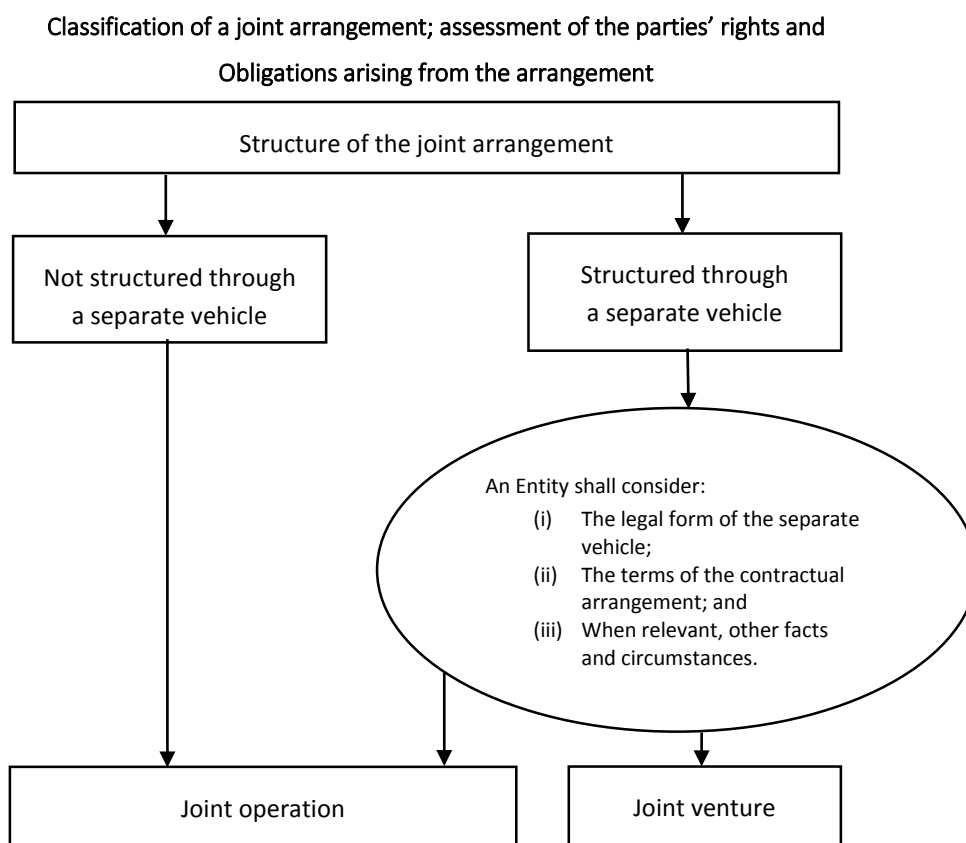 Classification of a joint arrangement; assessment of the parties’ rights and
Obligations arising from the arrangement
Structure of the joint arrangement
Not structured through
a separate vehicle
Structured through
a separate vehicle
An Entity shall consider:
(i) The legal form of the separate
vehicle;
(ii) The terms of the contractual
arrangement; and
(iii) When relevant, other facts
and circumstances.
Joint operation
Joint venture